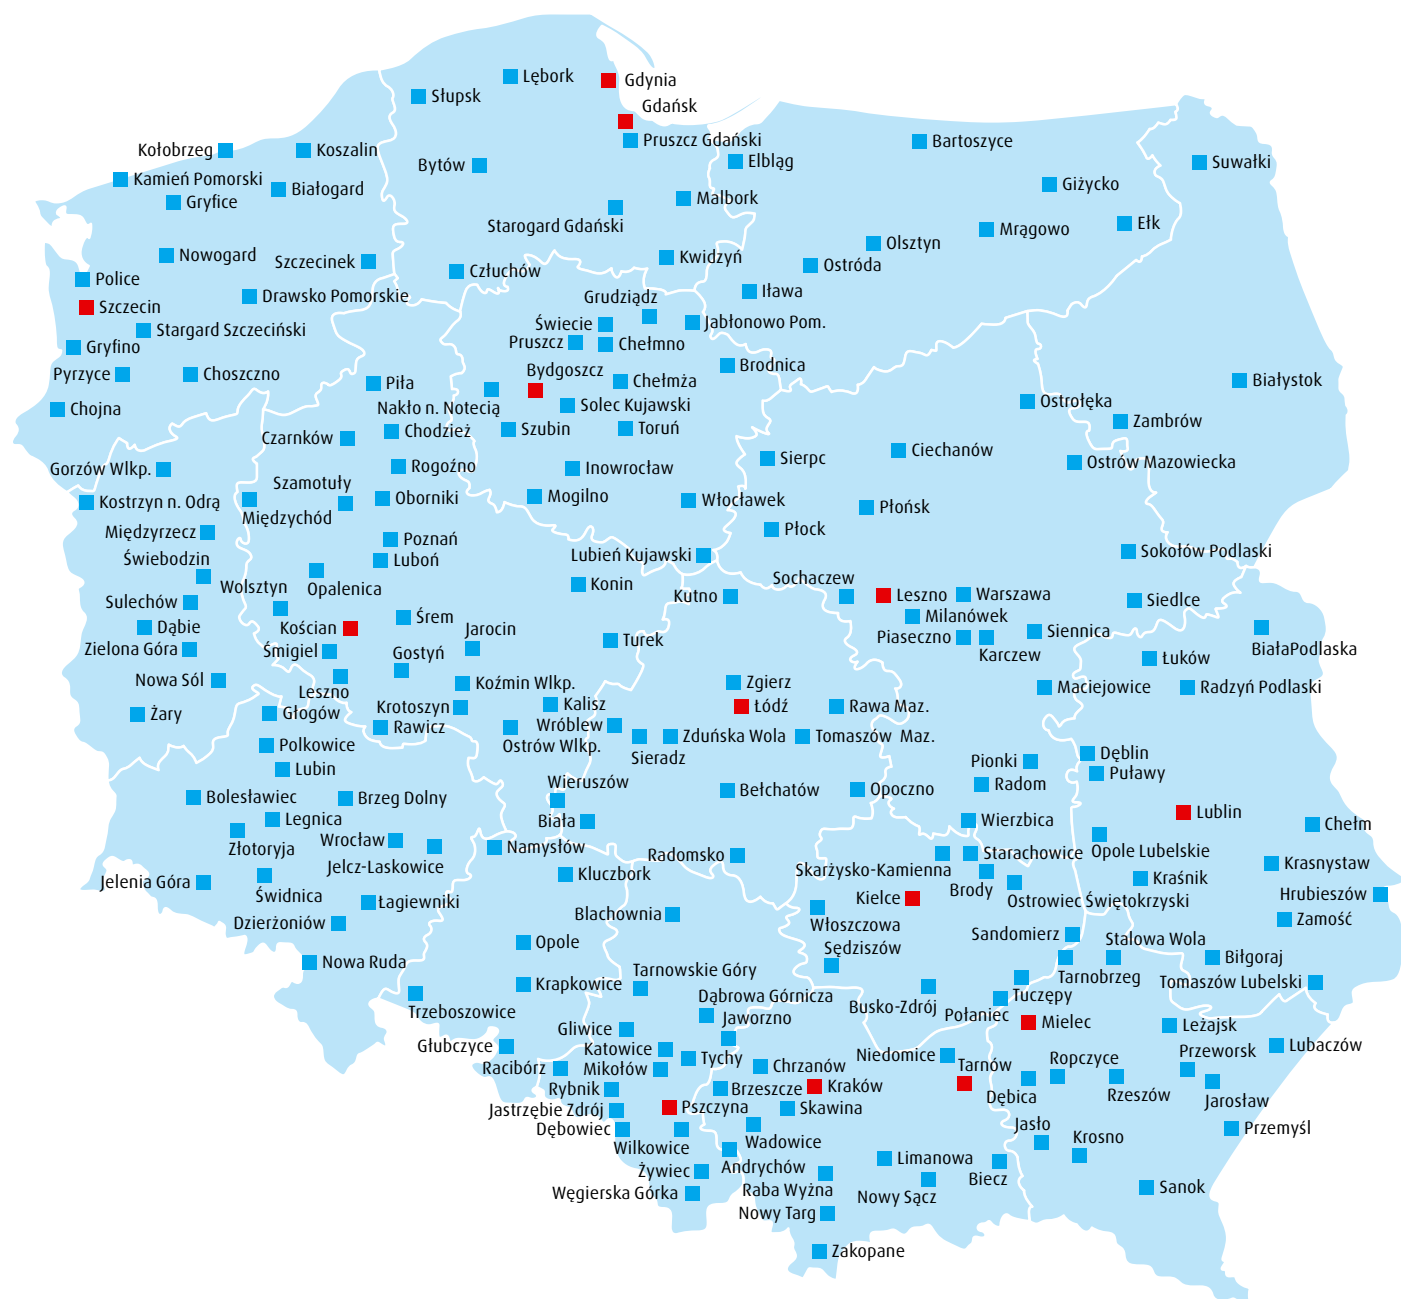 Lębork
Gdynia
Słupsk
Gdańsk
Pruszcz Gdański
Bartoszyce
Kołobrzeg
Koszalin
Elbląg
Suwałki
Bytów
Kamień Pomorski
Białogard
Giżycko
Gryfice
Malbork
Starogard Gdański
Ełk
Mrągowo
Olsztyn
Nowogard
Szczecinek
Kwidzyń
Ostróda
Człuchów
Police
Iława
Drawsko Pomorskie
Grudziądz
Szczecin
Świecie
Jabłonowo Pom.
Stargard Szczeciński
Pruszcz
Chełmno
Gryfino
Brodnica
Pyrzyce
Choszczno
Bydgoszcz
Piła
Chełmża
Białystok
Nakło n. Notecią
Solec Kujawski
Ostrołęka
Chojna
Zambrów
Chodzież
Szubin
Toruń
Czarnków
Ciechanów
Sierpc
Ostrów Mazowiecka
Gorzów Wlkp.
Rogoźno
Inowrocław
Szamotuły
Kostrzyn n. Odrą
Oborniki
Mogilno
Włocławek
Płońsk
Międzychód
Międzyrzecz
Płock
Poznań
Świebodzin
Luboń
Lubień Kujawski
Sokołów Podlaski
Wolsztyn
Opalenica
Konin
Sochaczew
Kutno
Leszno
Warszawa
Sulechów
Siedlce
Śrem
Milanówek
Dąbie
Kościan
Jarocin
Piaseczno
Siennica
Turek
Zielona Góra
Śmigiel
Gostyń
Karczew
BiałaPodlaska
Łuków
Nowa Sól
Leszno
Koźmin Wlkp.
Zgierz
Maciejowice
Radzyń Podlaski
Żary
Głogów
Krotoszyn
Kalisz
Łódź
Rawa Maz.
Rawicz
Wróblew
Ostrów Wlkp.
Zduńska Wola
Tomaszów Maz.
Polkowice
Sieradz
Dęblin
Lubin
Pionki
Puławy
Wieruszów
Radom
Bolesławiec
Brzeg Dolny
Bełchatów
Opoczno
Legnica
Biała
Wierzbica
Lublin
Chełm
Złotoryja
Wrocław
Namysłów
Opole Lubelskie
Jelcz-Laskowice
Radomsko
Starachowice
Skarżysko-Kamienna
Krasnystaw
Jelenia Góra
Kluczbork
Brody
Kraśnik
Świdnica
Kielce
Ostrowiec Świętokrzyski
Hrubieszów
Łagiewniki
Blachownia
Włoszczowa
Zamość
Dzierżoniów
Sandomierz
Opole
Sędziszów
Stalowa Wola
Nowa Ruda
Tarnowskie Góry
Tarnobrzeg
Biłgoraj
Krapkowice
Dąbrowa Górnicza
Busko-Zdrój
Tuczępy
Tomaszów Lubelski
Trzeboszowice
Jaworzno
Połaniec
Gliwice
Mielec
Leżajsk
Głubczyce
Katowice
Tychy
Niedomice
Lubaczów
Racibórz
Mikołów
Chrzanów
Tarnów
Ropczyce
Przeworsk
Rybnik
Brzeszcze
Kraków
Dębica
Rzeszów
Jarosław
Jastrzębie Zdrój
Pszczyna
Skawina
Dębowiec
Jasło
Krosno
Przemyśl
Wilkowice
Wadowice
Żywiec
Andrychów
Limanowa
Biecz
Węgierska Górka
Raba Wyżna
Nowy Sącz
Sanok
Nowy Targ
Zakopane